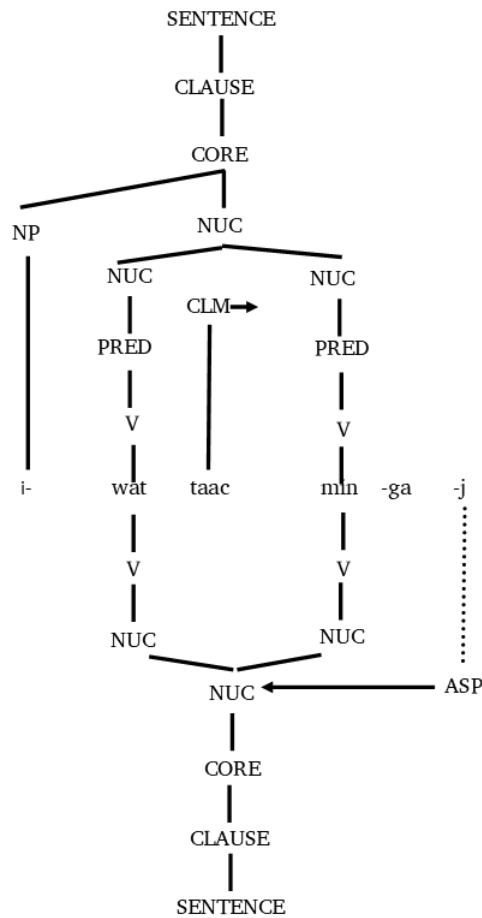 SENTENCE
CLAUSE
CORE
NP NUC
NUC NUC
CLM
PRED PRED
V V
i- wat taac min -ga -j
V V
NUC NUC
NUC ASP
CORE
CLAUSE
SENTENCE